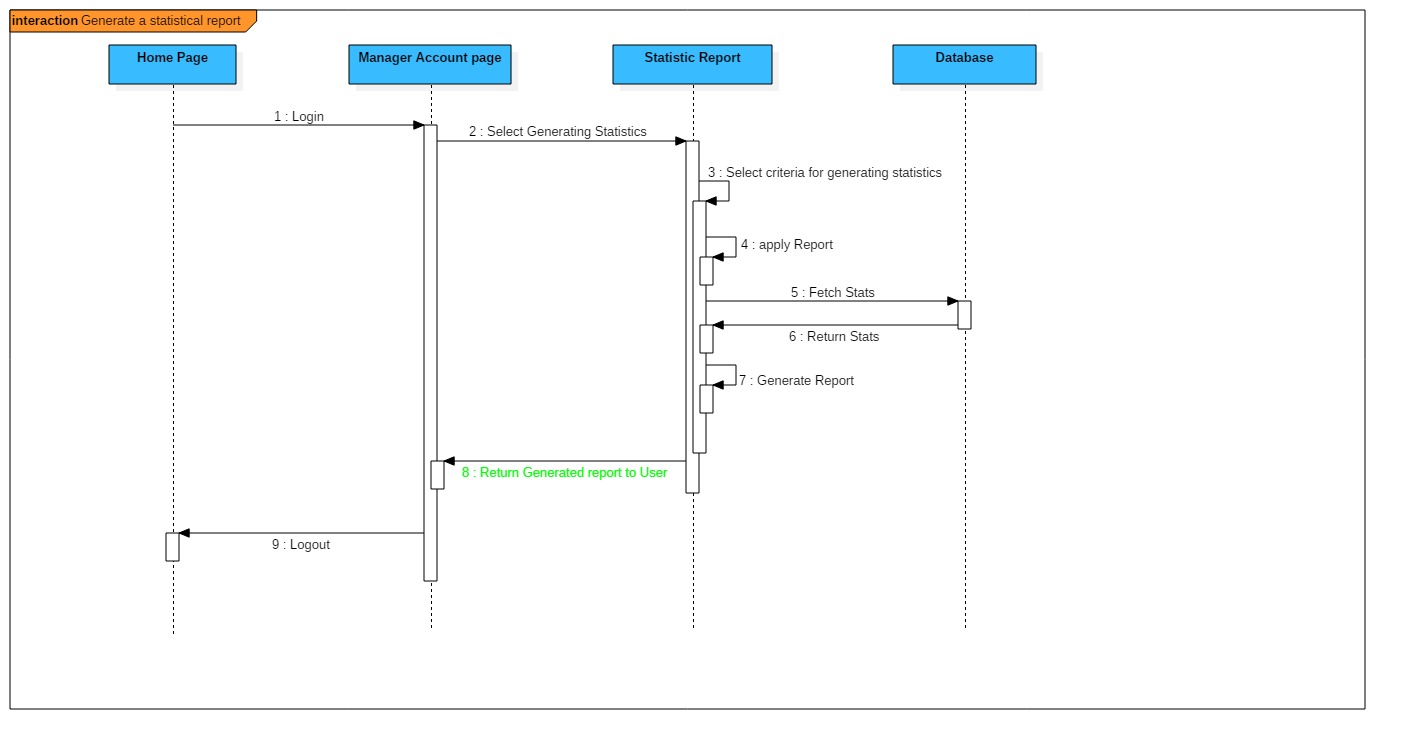 interaction Generate a statistical report
Home Page
Manager Account page
Statistic Report
Database
1 : Login
2 : Select Generating Statistics
3 : Select criteria for generating statistics
4 : apply Report
5 : Fetch Stats
6 : Return Stats
7 : Generate Report
8 : Return Generated report to User
9 : Logout